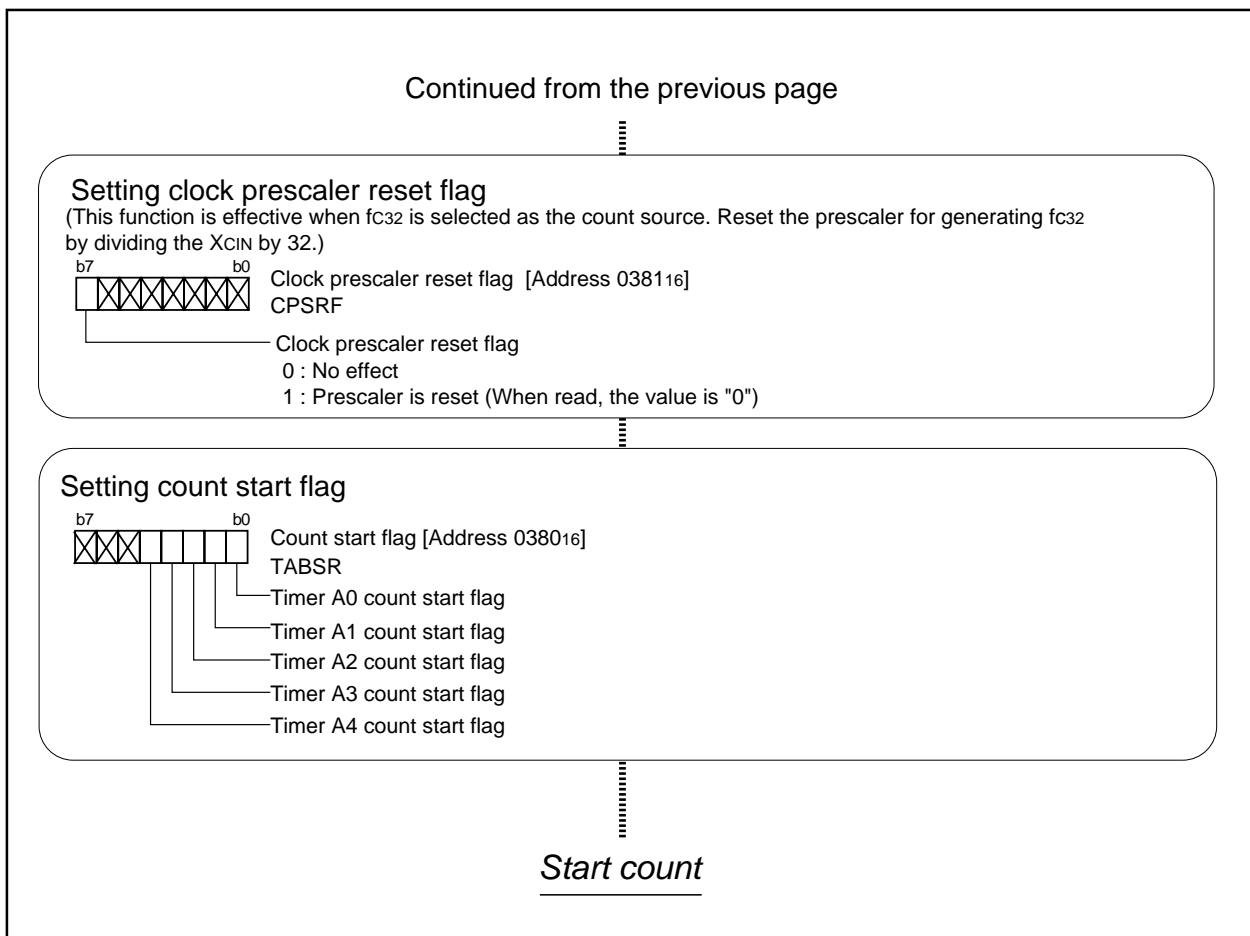 Continued from the previous page
Setting clock prescaler reset flag
(This function is effective when fC32 is selected as the count source. Reset the prescaler for generating fC32
by dividing the XCIN by 32.)
b7 b0
Clock prescaler reset flag [Address 038116]
CPSRF
Clock prescaler reset flag
0 : No effect
1 : Prescaler is reset (When read, the value is "0")
Setting count start flag
b7 b0
Count start flag [Address 038016]
TABSR
Timer A0 count start flag
Timer A1 count start flag
Timer A2 count start flag
Timer A3 count start flag
Timer A4 count start flag
Start count